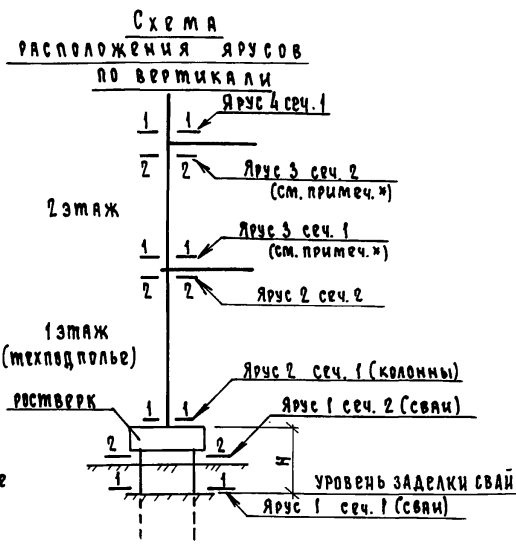 Схема
расположения ярусов
по вертикали
Ярус 4 сеч. 1
1 1
2 2
Ярус 3 сеч. 2
(см. примеч. *)
2 этаж
Ярус 3 сеч. 1
(см. примеч. *)
1 1
2 2
Ярус 2 сеч. 2
1 этаж
(техподполье)
Ярус 2 сеч. 1 (колонны)
ростверк
1 1
Ярус 1 сеч. 2 (сваи)
2 2
Н
уровень заделки свай
1 1
Ярус 1 сеч. 1 (сваи)